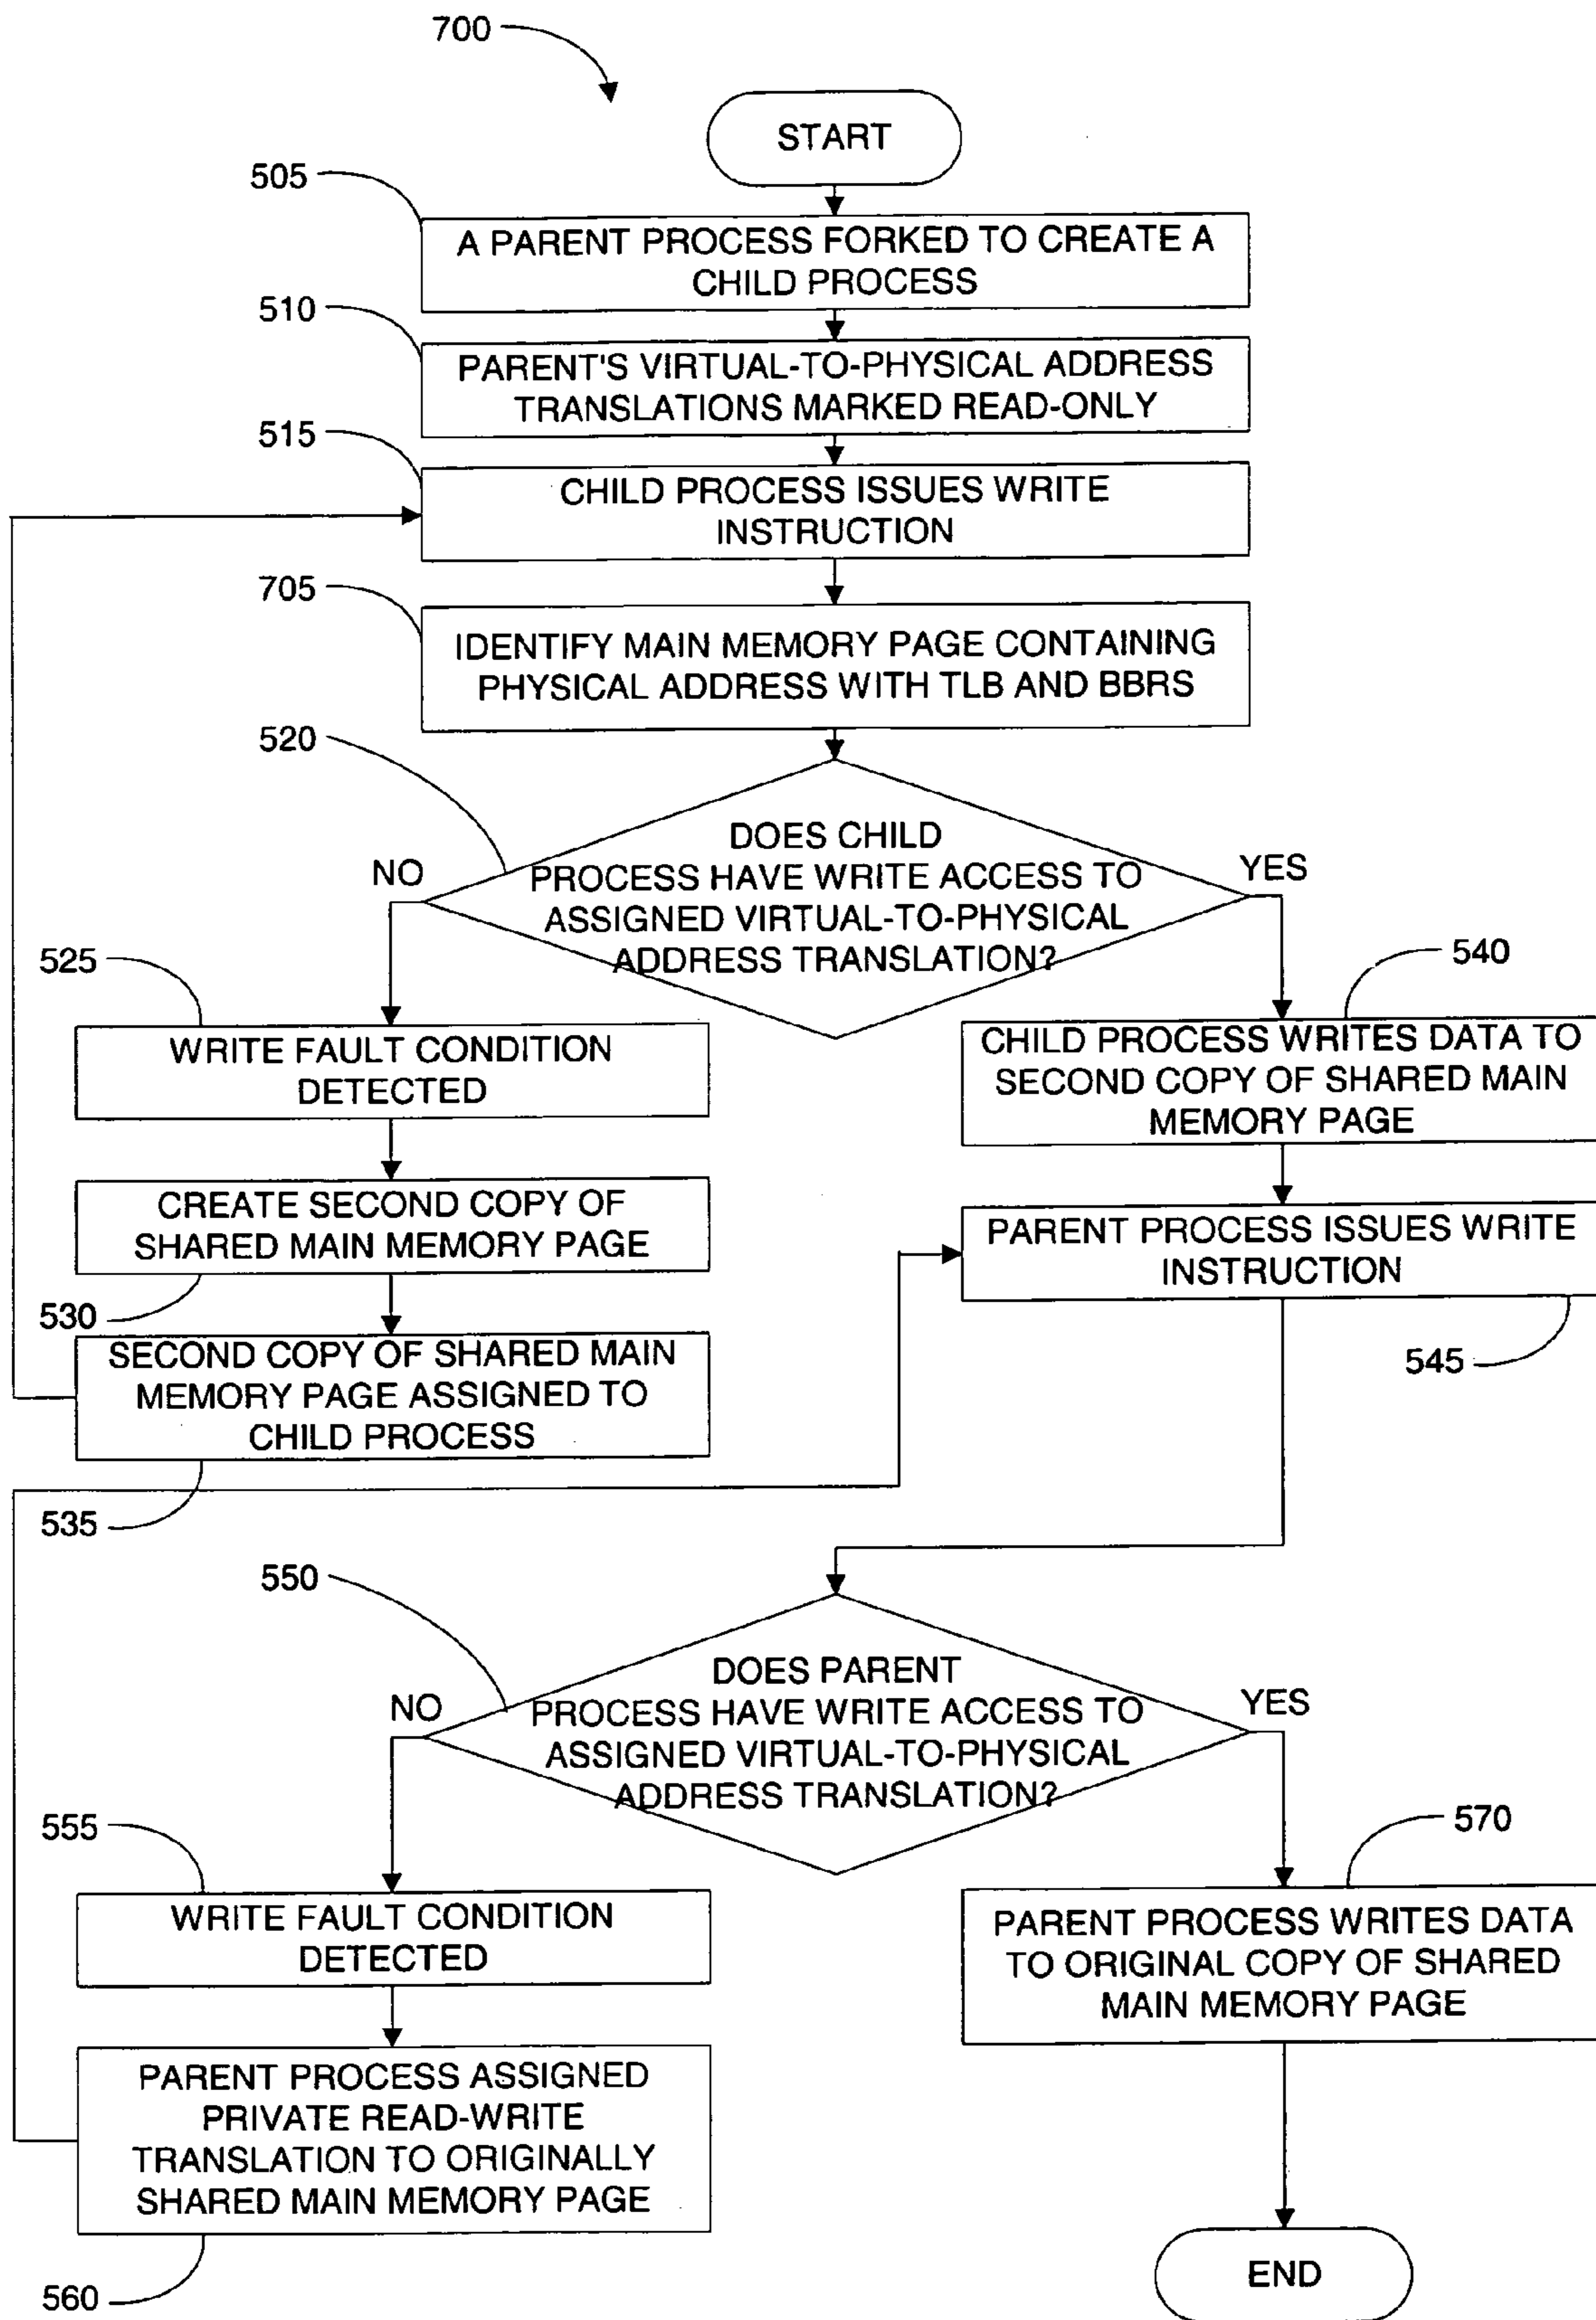 700
START
505
A PARENT PROCESS FORKED TO CREATE A
CHILD PROCESS
510
PARENT'S VIRTUAL-TO-PHYSICAL ADDRESS
TRANSLATIONS MARKED READ-ONLY
515
CHILD PROCESS ISSUES WRITE
INSTRUCTION
705
IDENTIFY MAIN MEMORY PAGE CONTAINING
PHYSICAL ADDRESS WITH TLB AND BBRS
520
DOES CHILD
PROCESS HAVE WRITE ACCESS TO
ASSIGNED VIRTUAL-TO-PHYSICAL
ADDRESS TRANSLATION?
NO
YES
525
WRITE FAULT CONDITION
DETECTED
540
CHILD PROCESS WRITES DATA TO
SECOND COPY OF SHARED MAIN
MEMORY PAGE
CREATE SECOND COPY OF
SHARED MAIN MEMORY PAGE
530
PARENT PROCESS ISSUES WRITE
INSTRUCTION
545
SECOND COPY OF SHARED MAIN
MEMORY PAGE ASSIGNED TO
CHILD PROCESS
535
550
DOES PARENT
PROCESS HAVE WRITE ACCESS TO
ASSIGNED VIRTUAL-TO-PHYSICAL
ADDRESS TRANSLATION?
NO
YES
555
WRITE FAULT CONDITION
DETECTED
570
PARENT PROCESS WRITES DATA
TO ORIGINAL COPY OF SHARED
MAIN MEMORY PAGE
PARENT PROCESS ASSIGNED
PRIVATE READ-WRITE
TRANSLATION TO ORIGINALLY
SHARED MAIN MEMORY PAGE
560
END